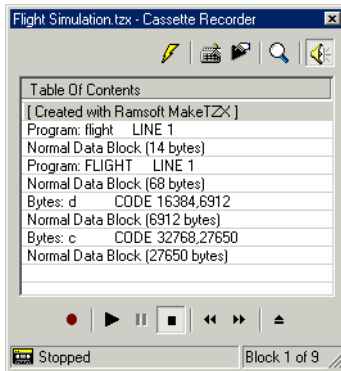 Flight Simulation.tzx - Cassette Recorder
Table Of Contents
[ Created with Ramsoft MakeTZX ]
Program: flight LINE 1
Normal Data Block (14 bytes)
Program: FLIGHT LINE 1
Normal Data Block (68 bytes)
Bytes: d CODE 16384,6912
Normal Data Block (6912 bytes)
Bytes: c CODE 32768,27650
Normal Data Block (27650 bytes)
Stopped Block 1 of 9